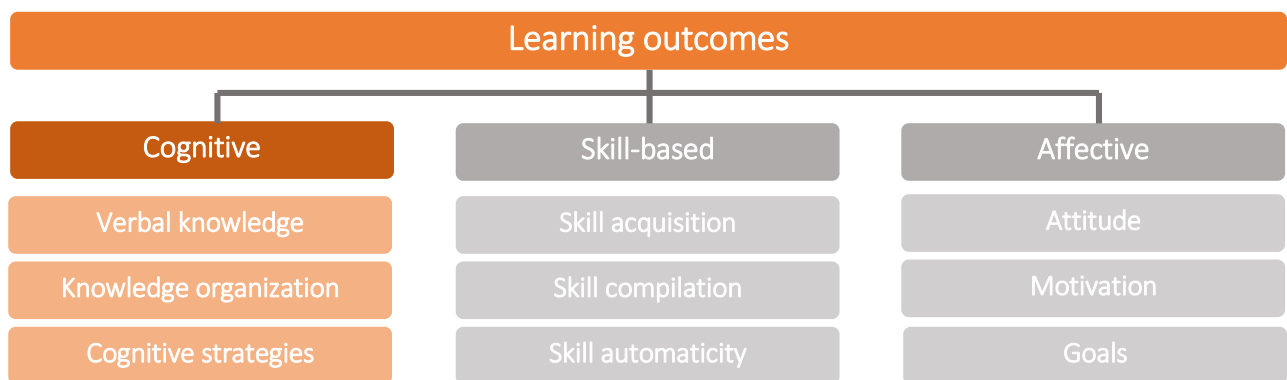 Learning outcomes
Cognitive
Skill-based
Affective
Verbal knowledge
Skill acquisition
Attitude
Knowledge organization
Skill compilation
Motivation
Cognitive strategies
Skill automaticity
Goals